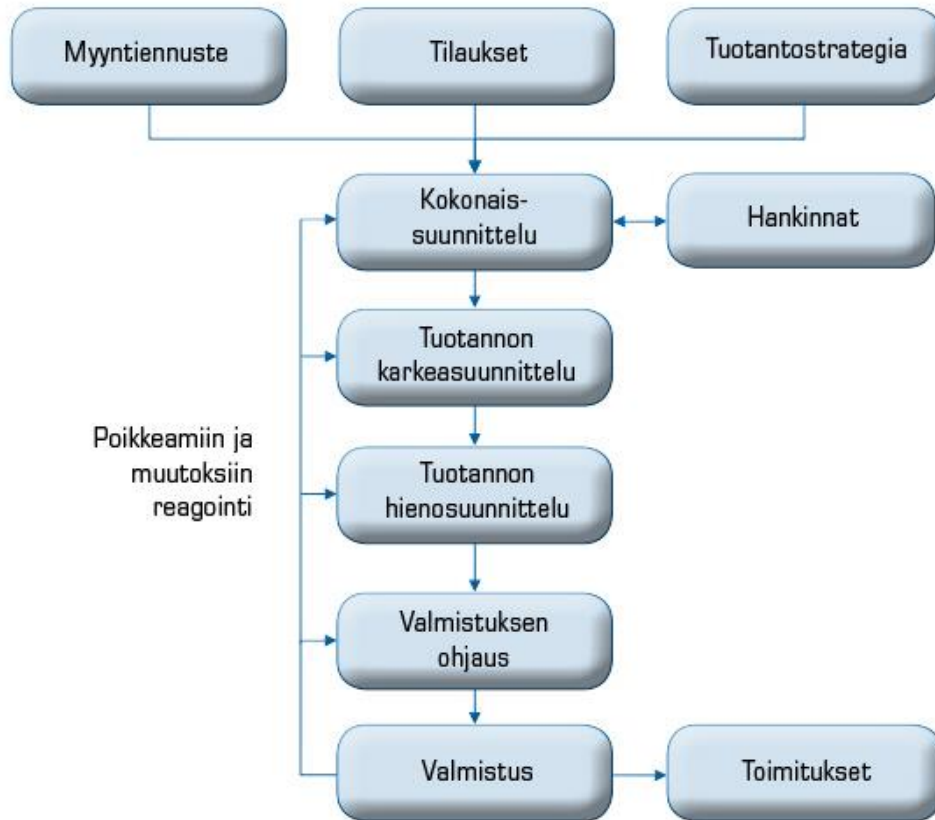 Myyntiennuste
Tilaukset
Tuotantostrategia
Kokonais-
suunnittelu
Hankinnat
Tuotannon
karkeasuunnittelu
Poikkeamiin ja
muutoksiin
reagointi
Tuotannon
hienosuunnittelu
Valmistuksen
ohjaus
Valmistus
Toimitukset